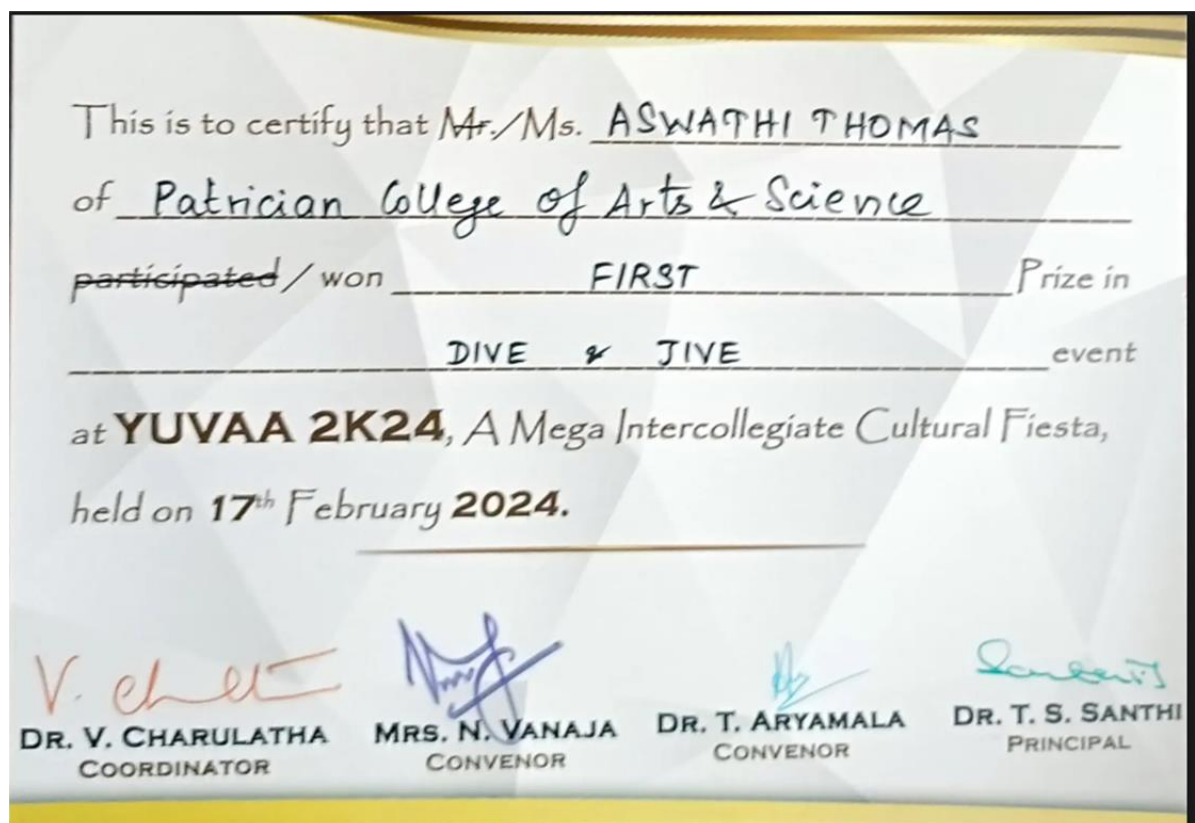 This is to certify that Mr./Ms. ASWATHI THOMAS
of Patrician College of Arts & Science
participated / won FIRST Prize in
DIVE & JIVE event
at YUVAA 2K24, A Mega Intercollegiate Cultural Fiesta,
held on 17th February 2024.
V. Ch
DR. V. CHARULATHA MRS. N. VANAJA DR. T. ARYAMALA DR. T. S. SANTHI
COORDINATOR CONVENOR CONVENOR PRINCIPAL